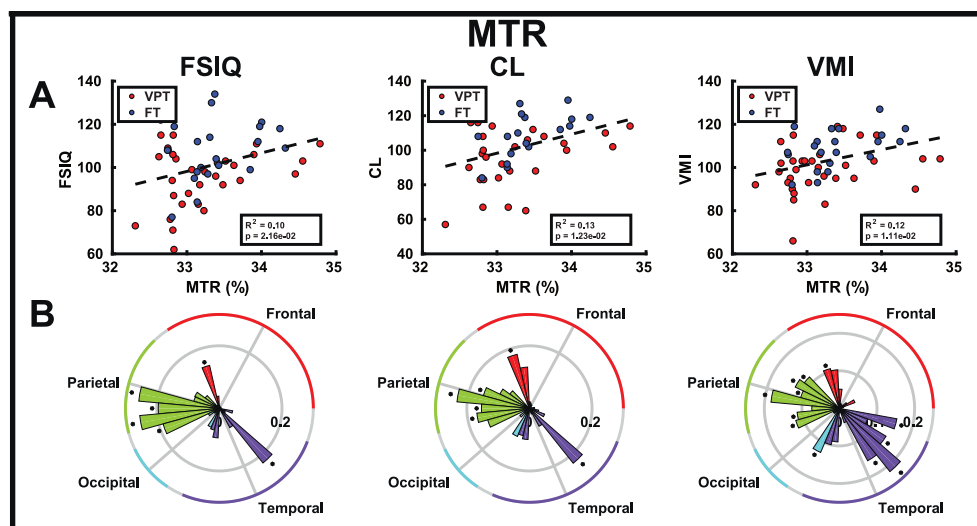 MTR
FSIQ
CL
VMI
A
140
120
100
80
60
FSIQ
VPT
FT
R² = 0.10
p = 2.16e-02
32
33
34
35
MTR (%)
140
120
100
80
60
40
CL
VPT
FT
R² = 0.13
p = 1.23e-02
32
33
34
35
MTR (%)
140
120
100
80
60
VMI
VPT
FT
R² = 0.12
p = 1.11e-02
32
33
34
35
MTR (%)
B
Frontal
Parietal
0.2
Occipital
Temporal
Frontal
Parietal
0.2
Occipital
Temporal
Frontal
Parietal
0.2
Occipital
Temporal